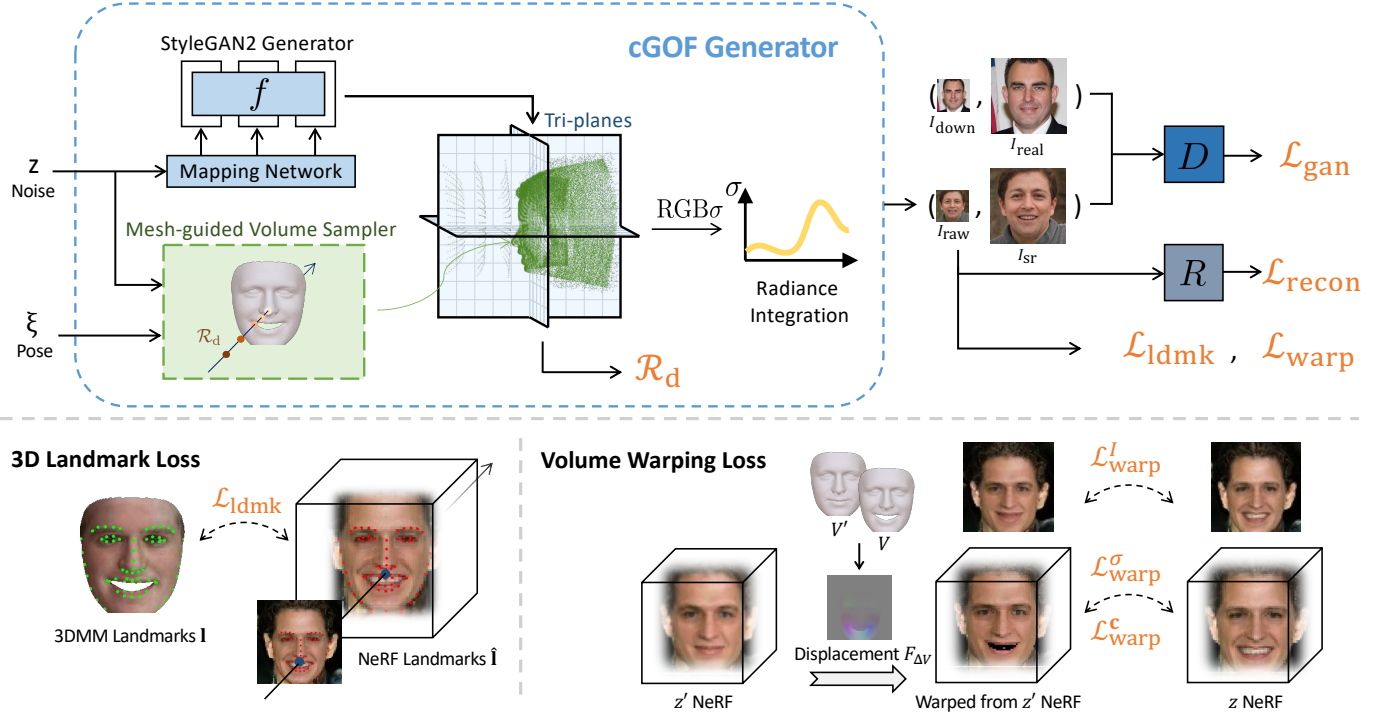 StyleGAN2 Generator
cGOF Generator
f
Tri-planes
z
Noise
Mapping Network
Mesh-guided Volume Sampler
ℛ_d
ξ
Pose
RGBσ
σ
Radiance
Integration
ℛ_d
( , )
I_down
I_real
D
ℒ_gan
( , )
I_raw
I_sr
R
ℒ_recon
ℒ_ldmk , ℒ_warp
3D Landmark Loss
ℒ_ldmk
3DMM Landmarks l
NeRF Landmarks l̂
Volume Warping Loss
V′
V
ℒ^I_warp
ℒ^σ_warp
ℒ^c_warp
Displacement F_ΔV
z′ NeRF
Warped from z′ NeRF
z NeRF